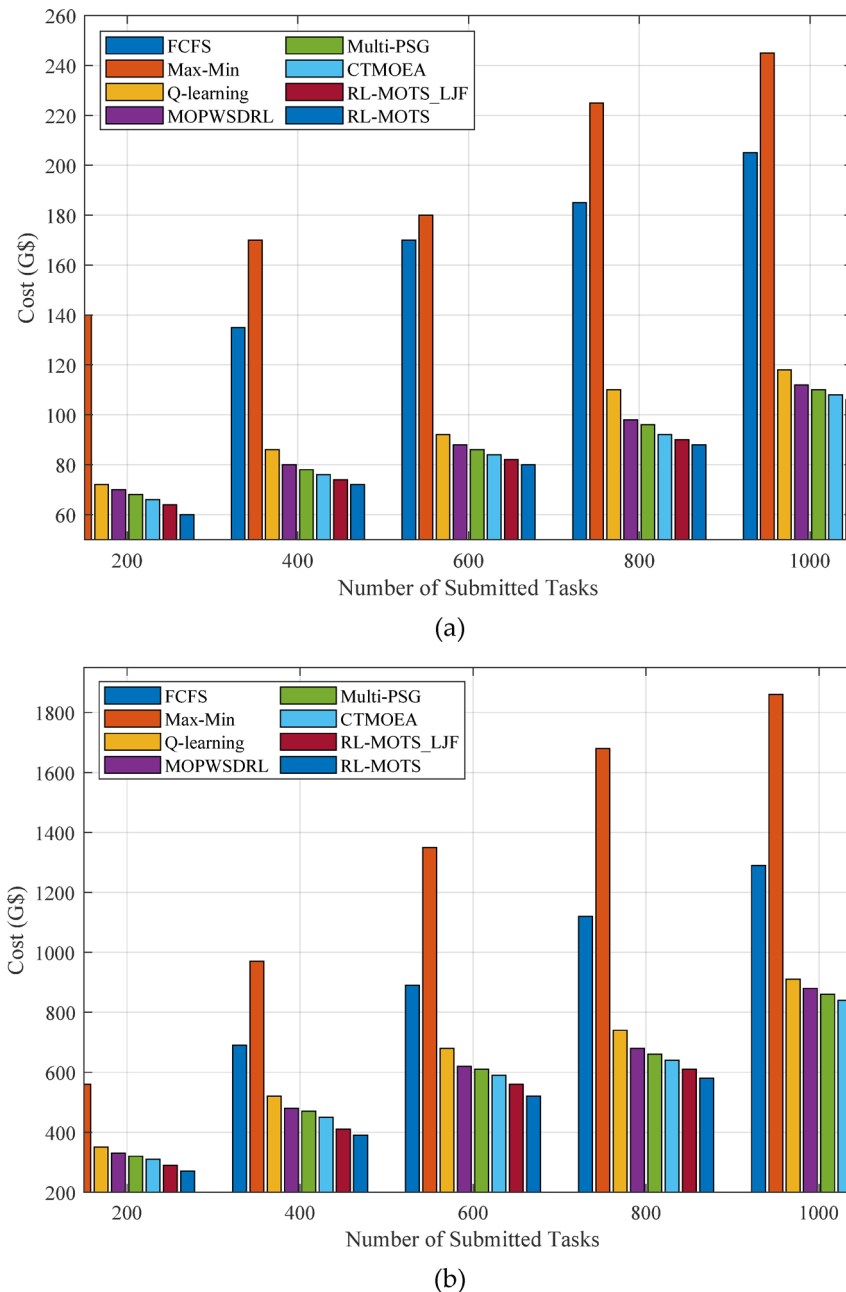 260
240
220
200
180
160
140
120
100
80
60
Cost (G$)
FCFS
Max-Min
Q-learning
MOPWSDRL
Multi-PSG
CTMOEA
RL-MOTS_LJF
RL-MOTS
200 400 600 800 1000
Number of Submitted Tasks
(a)
1800
1600
1400
1200
1000
800
600
400
200
Cost (G$)
FCFS
Max-Min
Q-learning
MOPWSDRL
Multi-PSG
CTMOEA
RL-MOTS_LJF
RL-MOTS
200 400 600 800 1000
Number of Submitted Tasks
(b)